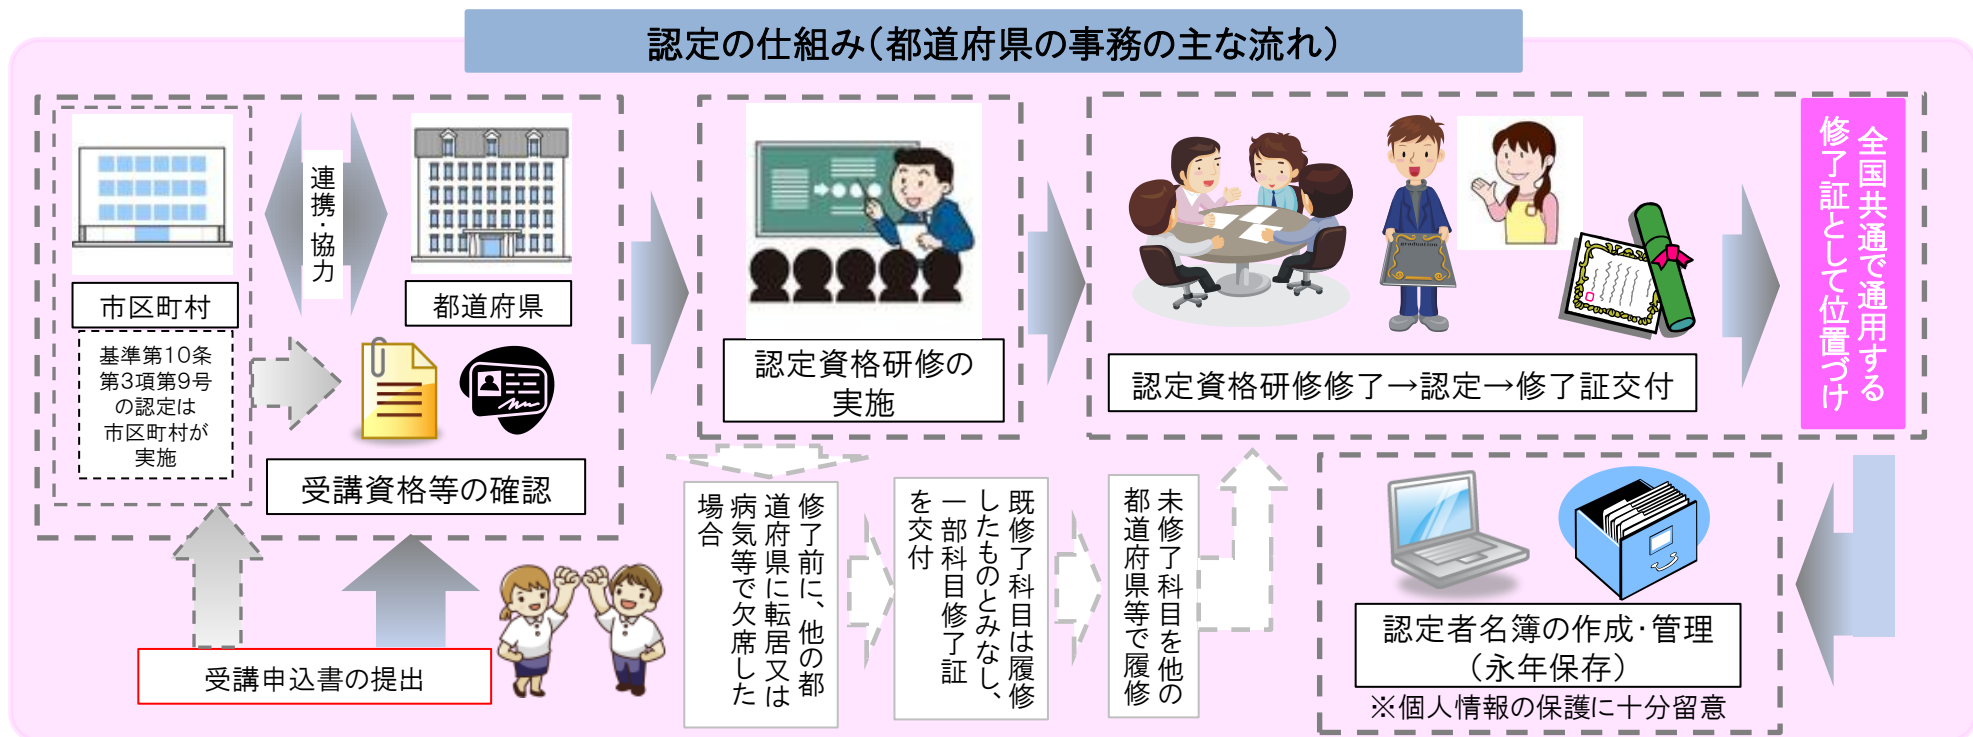 認定の仕組み（都道府県の事務の主な流れ）
市区町村
連携・協力
都道府県
基準第10条
第3項第9号
の認定は
市区町村が
実施
受講資格等の確認
受講申込書の提出
認定資格研修の
実施
修了前に、他の都
道府県に転居又は
病気等で欠席した
場合
既修了科目は履修
したものとみなし、
一部科目修了証
を交付
未修了科目を他の
都道府県等で履修
graduation
認定資格研修修了→認定→修了証交付
全国共通で通用する
修了証として位置づけ
認定者名簿の作成・管理
（永年保存）
※個人情報の保護に十分留意